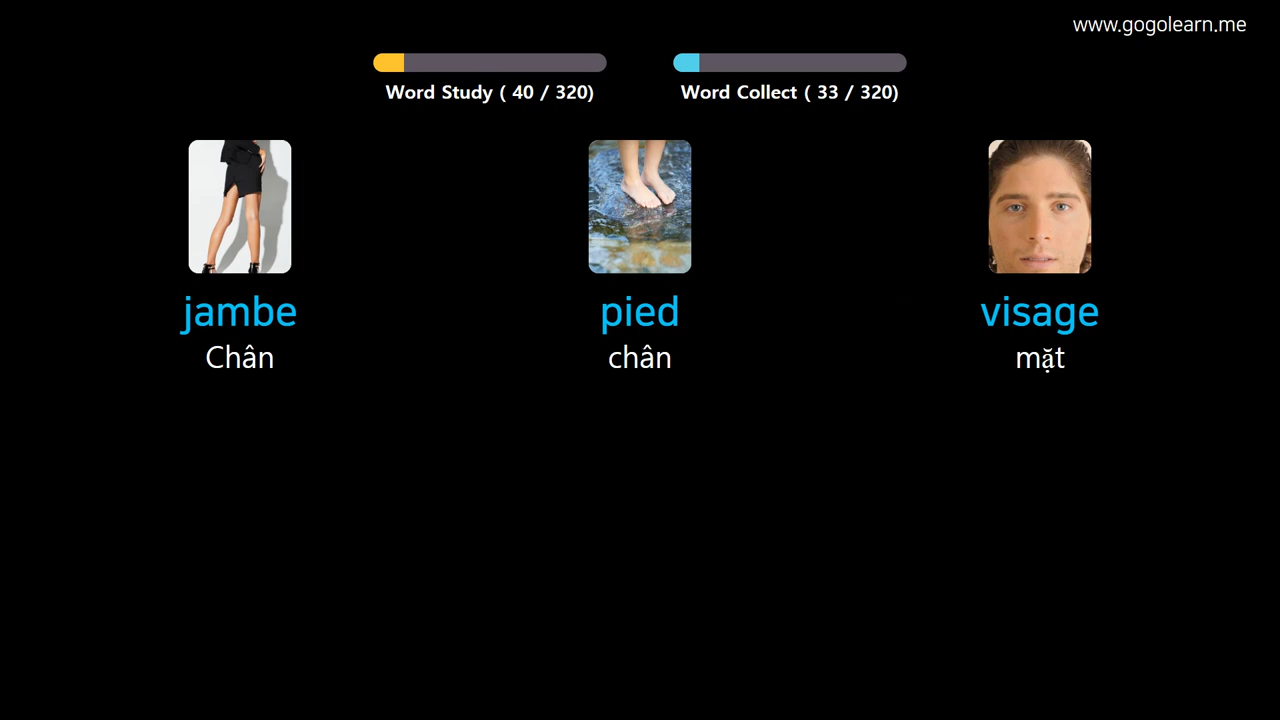 www.gogolearn.me
Word Study ( 40 / 320)
Word Collect ( 33 / 320)
jambe
Chân
pied
chân
visage
mặt